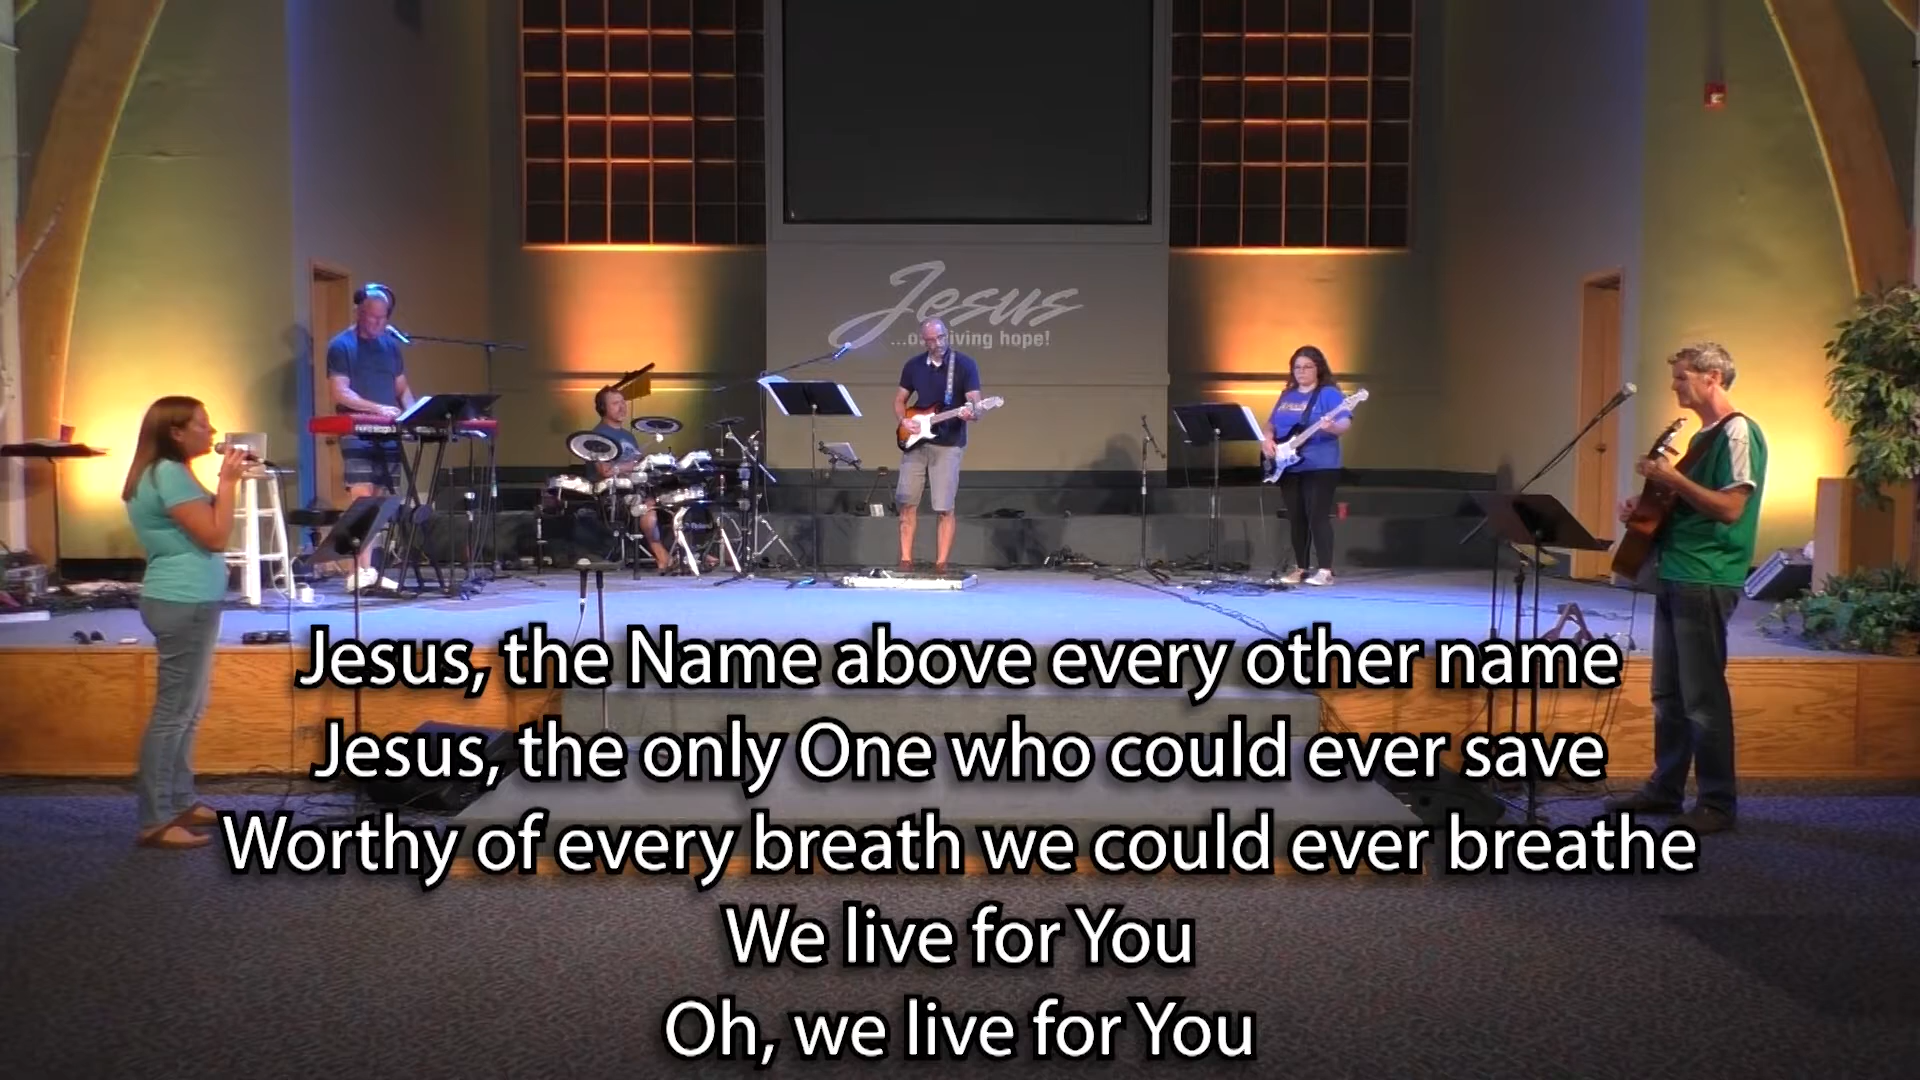 Jesus
...our living hope!
Jesus, the Name above every other name
Jesus, the only One who could ever save
Worthy of every breath we could ever breathe
We live for You
Oh, we live for You